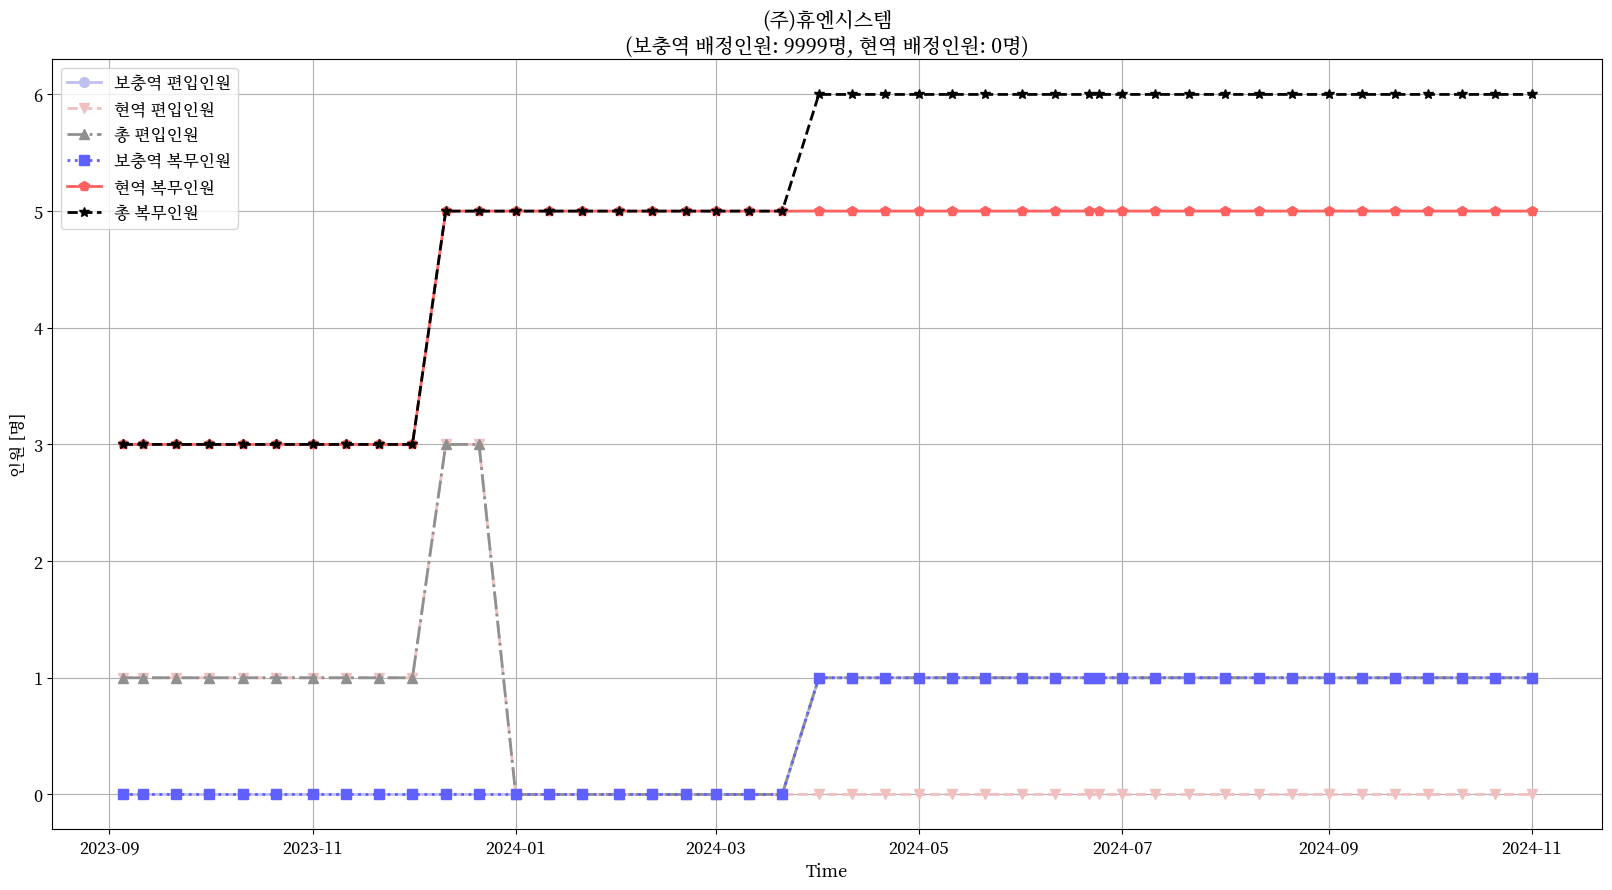 (주)휴엔시스템
(보충역 배정인원: 9999명, 현역 배정인원: 0명)
보충역 편입인원
현역 편입인원
총 편입인원
보충역 복무인원
현역 복무인원
총 복무인원
6
5
4
3
2
1
0
인원 [명]
2023-09
2023-11
2024-01
2024-03
2024-05
2024-07
2024-09
2024-11
Time